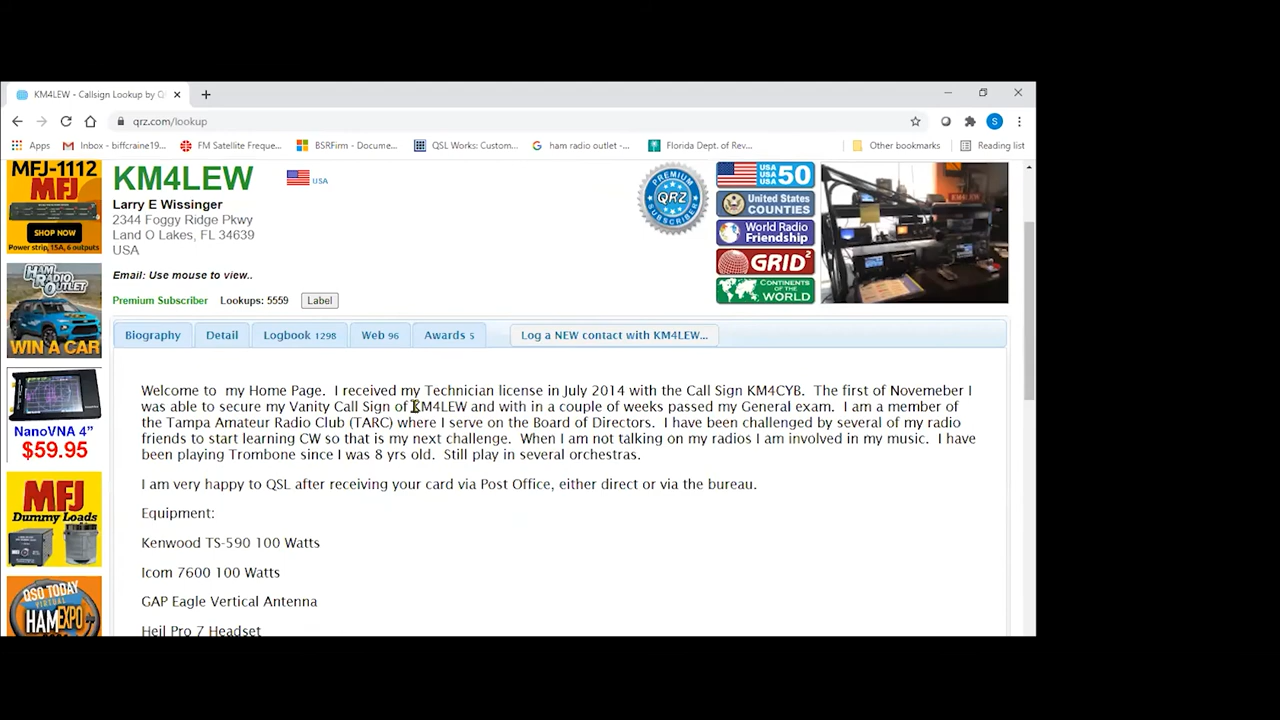 KM4LEW - Callsign Lookup by Q
qrz.com/lookup
Apps
Inbox - biffcraine19...
FM Satellite Freque...
BSRFirm - Docume...
QSL Works: Custom...
ham radio outlet -...
Florida Dept. of Rev...
Other bookmarks
Reading list
MFJ-1112
MFJ
SHOP NOW
Power strip, 15A, 6 outputs
KM4LEW
USA
Larry E Wissinger
2344 Foggy Ridge Pkwy
Land O Lakes, FL 34639
USA
Email: Use mouse to view..
Premium Subscriber Lookups: 5559 Label
PREMIUM
QRZ
SUBSCRIBER
USA
USA
USA
50
United States
COUNTIES
World Radio
Friendship
GRID²
CONTINENTS
OF THE
WORLD
HAM RADIO OUTLET
WIN A CAR
Biography
Detail
Logbook 1298
Web 96
Awards 5
Log a NEW contact with KM4LEW...
Welcome to my Home Page. I received my Technician license in July 2014 with the Call Sign KM4CYB. The first of Novemeber I
was able to secure my Vanity Call Sign of KM4LEW and with in a couple of weeks passed my General exam. I am a member of
the Tampa Amateur Radio Club (TARC) where I serve on the Board of Directors. I have been challenged by several of my radio
friends to start learning CW so that is my next challenge. When I am not talking on my radios I am involved in my music. I have
been playing Trombone since I was 8 yrs old. Still play in several orchestras.
I am very happy to QSL after receiving your card via Post Office, either direct or via the bureau.
Equipment:
Kenwood TS-590 100 Watts
Icom 7600 100 Watts
GAP Eagle Vertical Antenna
Heil Pro 7 Headset
NanoVNA 4”
$59.95
MFJ
Dummy Loads
QSO TODAY
VIRTUAL
HAM EXPO
S